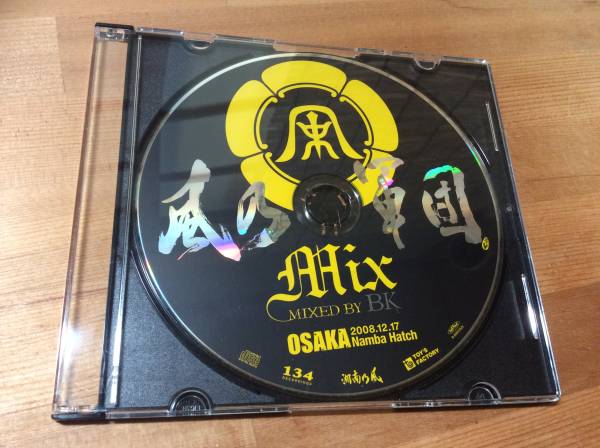 風乃軍団
Mix
MIXED BY BK
OSAKA 2008.12.17
Namba Hatch
134
RECORDINGS
湘南乃風
TOY'S
FACTORY